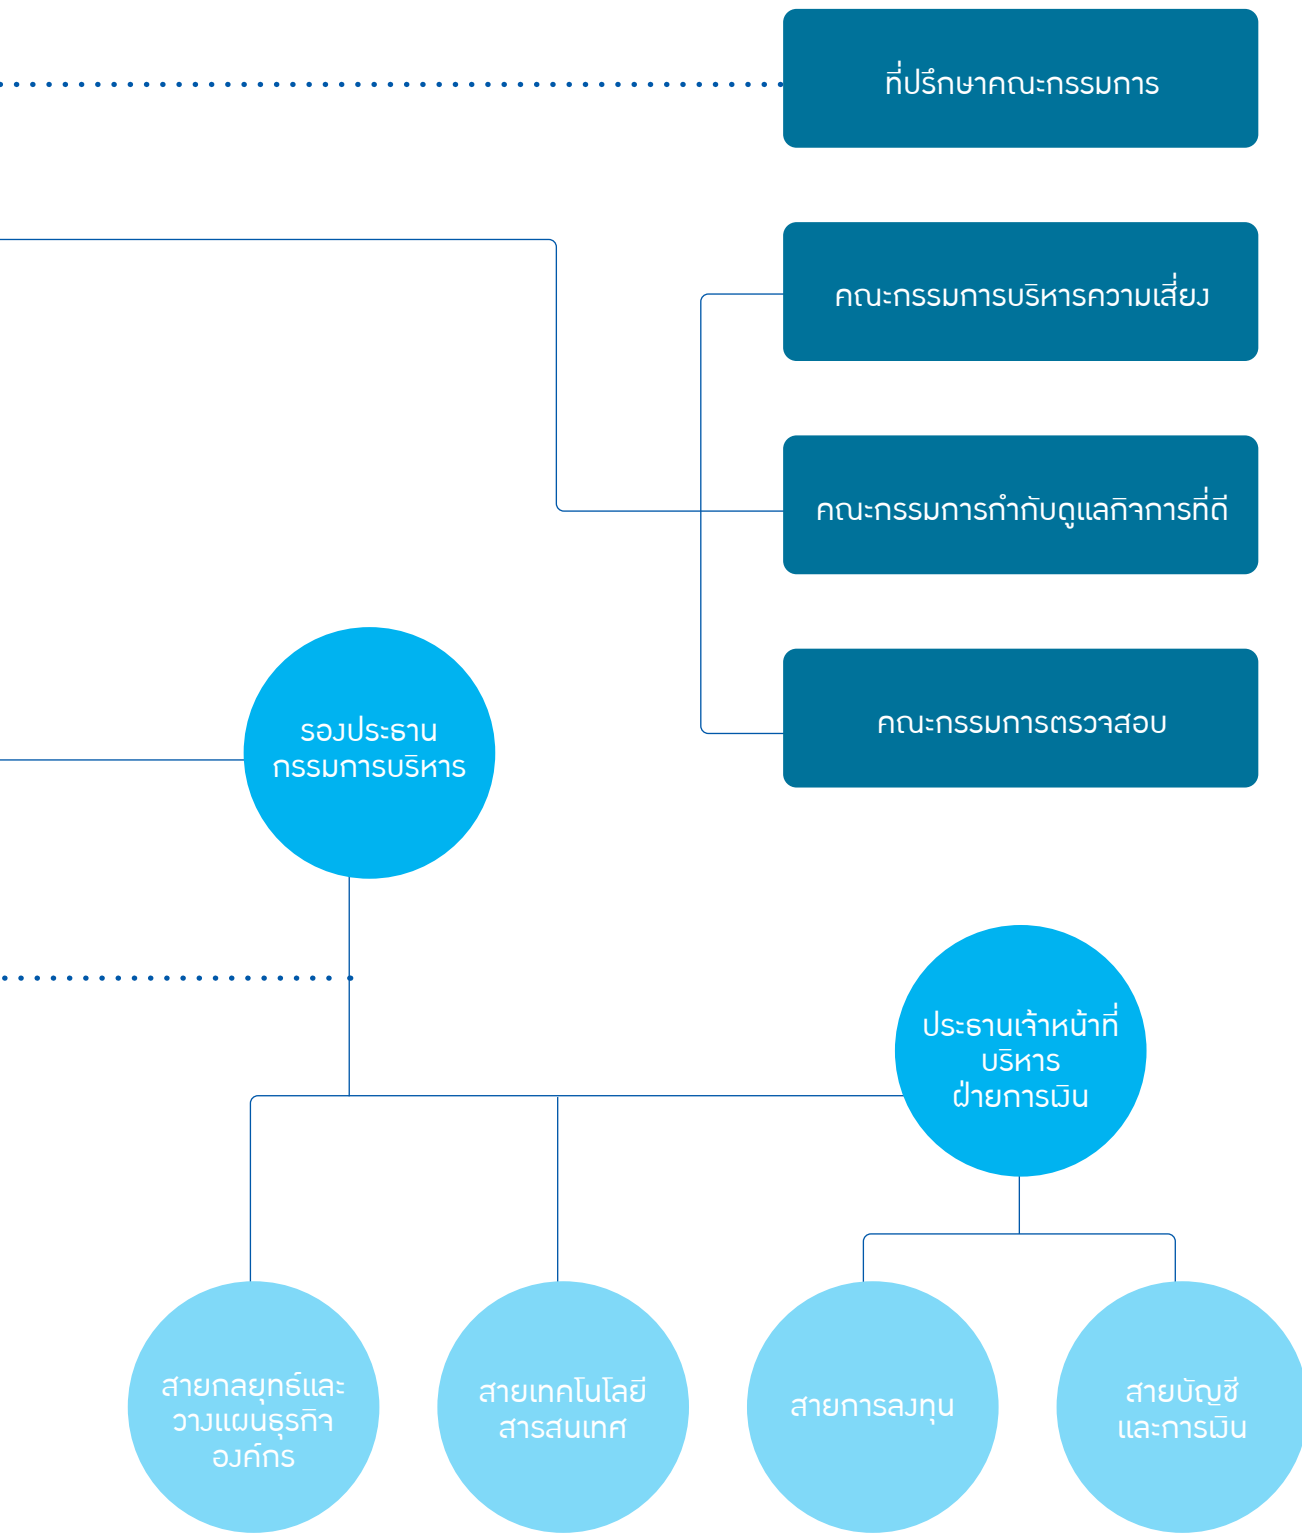 ที่ปรึกษาคณะกรรมการ
คณะกรรมการบริหารความเสี่ยง
คณะกรรมการกำกับดูแลกิจการที่ดี
คณะกรรมการตรวจสอบ
รองประธาน
กรรมการบริหาร
ประธานเจ้าหน้าที่
บริหาร
ฝ่ายการเงิน
สายกลยุทธ์และ
วางแผนธุรกิจ
องค์กร
สายเทคโนโลยี
สารสนเทศ
สายการลงทุน
สายบัญชี
และการเงิน